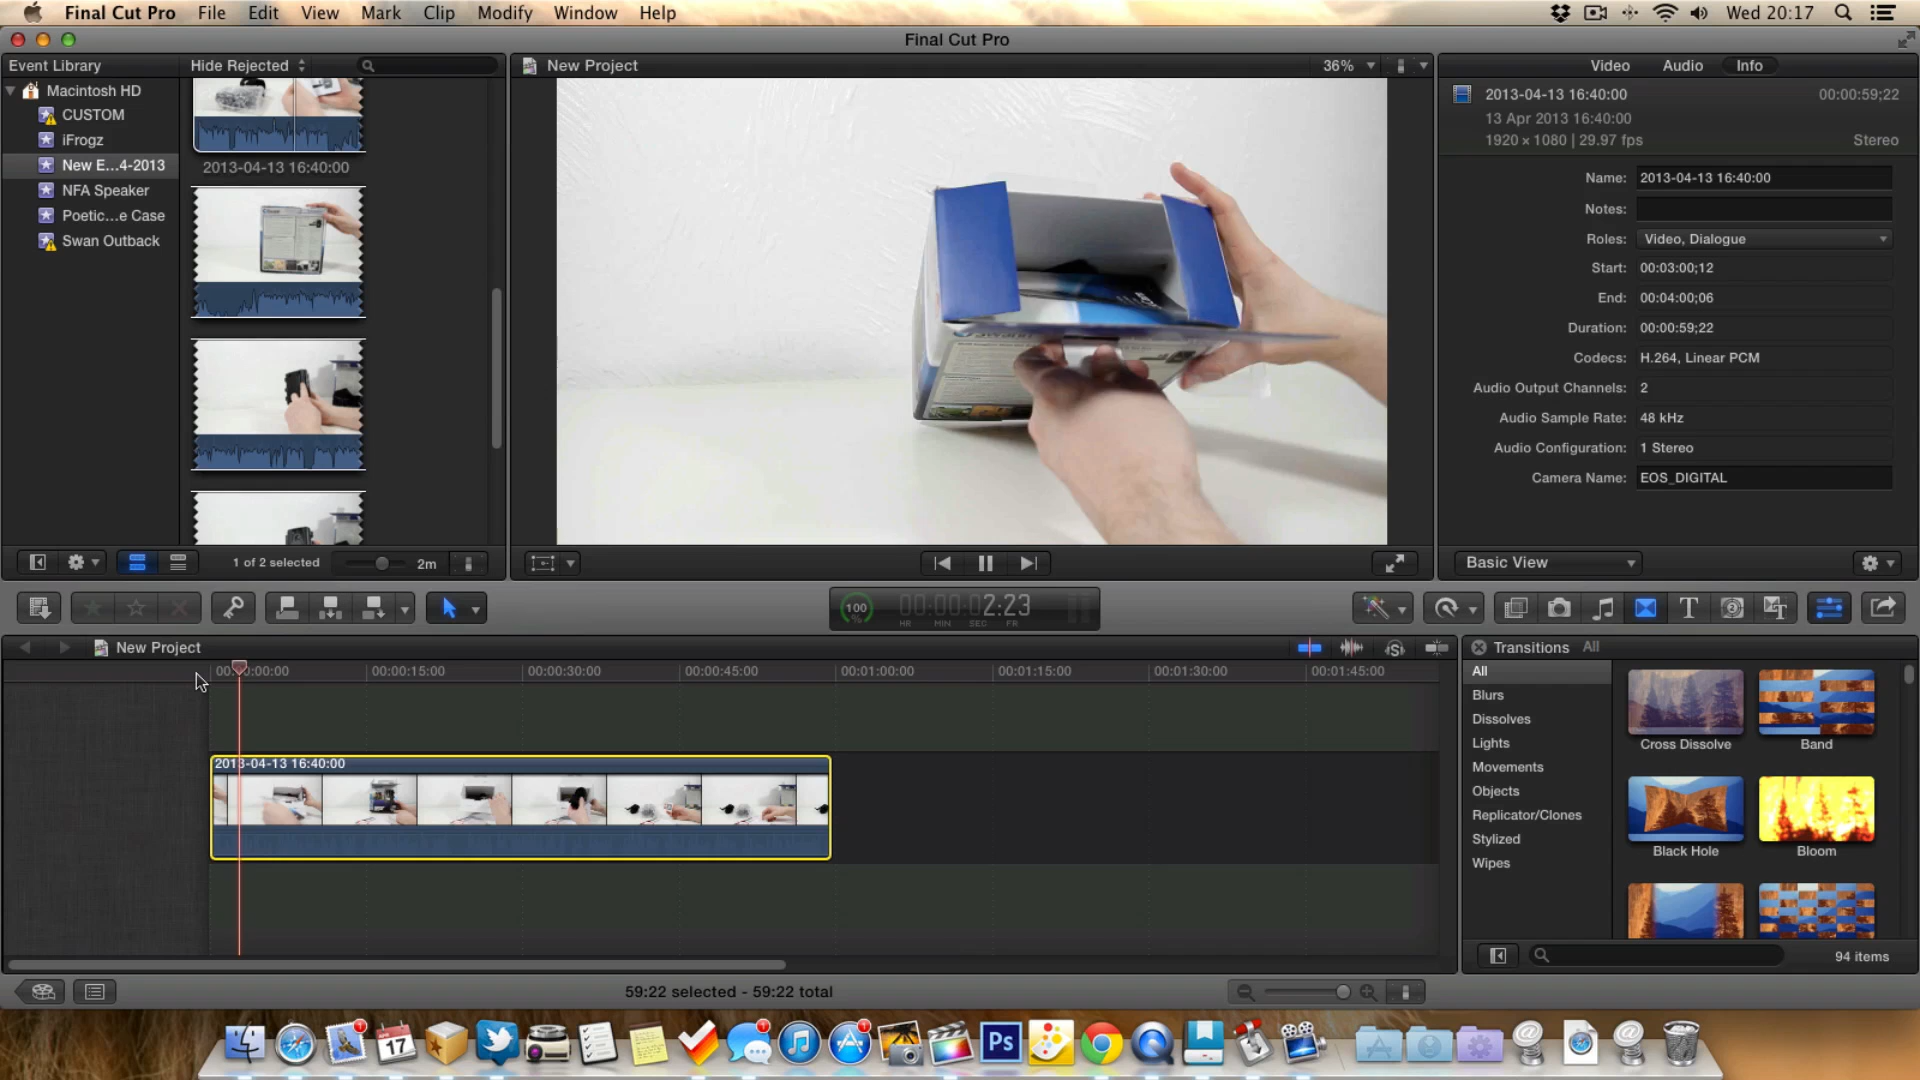 Final Cut Pro File Edit View Mark Clip Modify Window Help
Wed 20:17
Final Cut Pro
Event Library
Hide Rejected
Macintosh HD
CUSTOM
iFrogz
New E...4-2013
NFA Speaker
Poetic...e Case
Swan Outback
2013-04-13 16:40:00
1 of 2 selected
2m
New Project
36%
Video Audio Info
2013-04-13 16:40:00
00:00:59;22
13 Apr 2013 16:40:00
1920 x 1080 | 29.97 fps
Stereo
Name: 2013-04-13 16:40:00
Notes:
Roles: Video, Dialogue
Start: 00:03:00;12
End: 00:04:00;06
Duration: 00:00:59;22
Codecs: H.264, Linear PCM
Audio Output Channels: 2
Audio Sample Rate: 48 kHz
Audio Configuration: 1 Stereo
Camera Name: EOS_DIGITAL
Basic View
100 %
00:00:02:23
HR MIN SEC FR
New Project
00:00:15:00
00:00:30:00
00:00:45:00
00:01:00:00
00:01:15:00
00:01:30:00
00:01:45:00
2013-04-13 16:40:00
Transitions All
All
Blurs
Dissolves
Lights
Movements
Objects
Replicator/Clones
Stylized
Wipes
Cross Dissolve
Band
Black Hole
Bloom
94 items
59:22 selected - 59:22 total
17
Ps